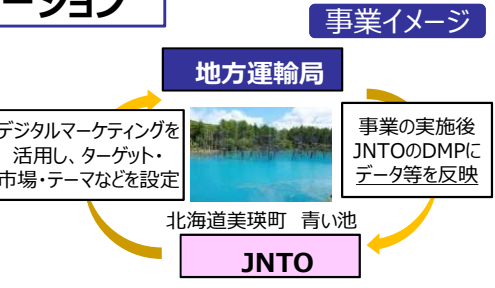 ーション
事業イメージ
地方運輸局
デジタルマーケティングを
活用し、ターゲット・
市場・テーマなどを設定
事業の実施後
JNTOのDMPに
データ等を反映
北海道美瑛町 青い池
JNTO